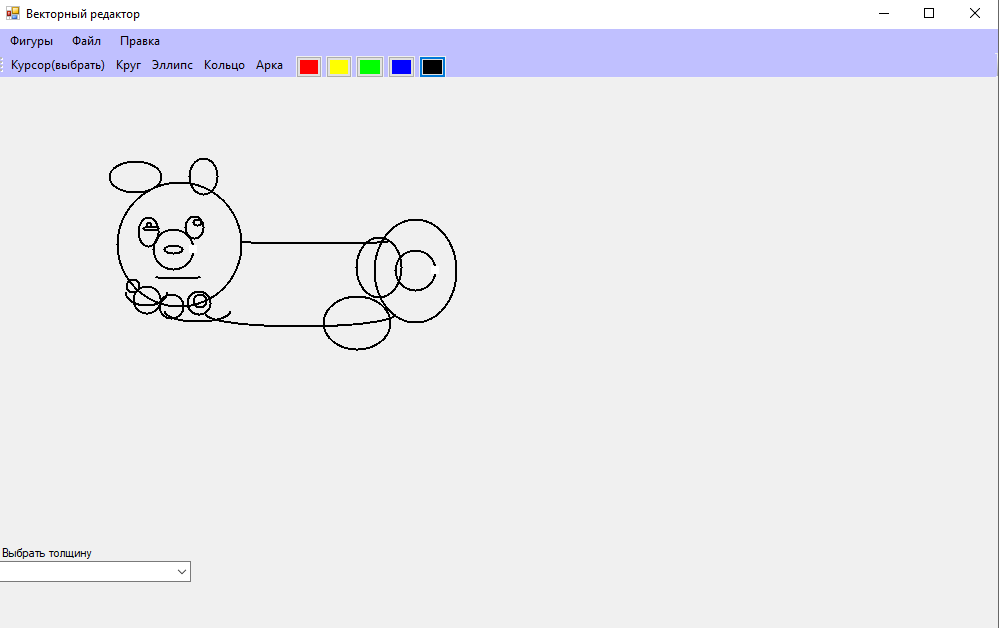 Векторный редактор
Фигуры Файл Правка
Курсор(выбрать) Круг Эллипс Кольцо Арка
Выбрать толщину